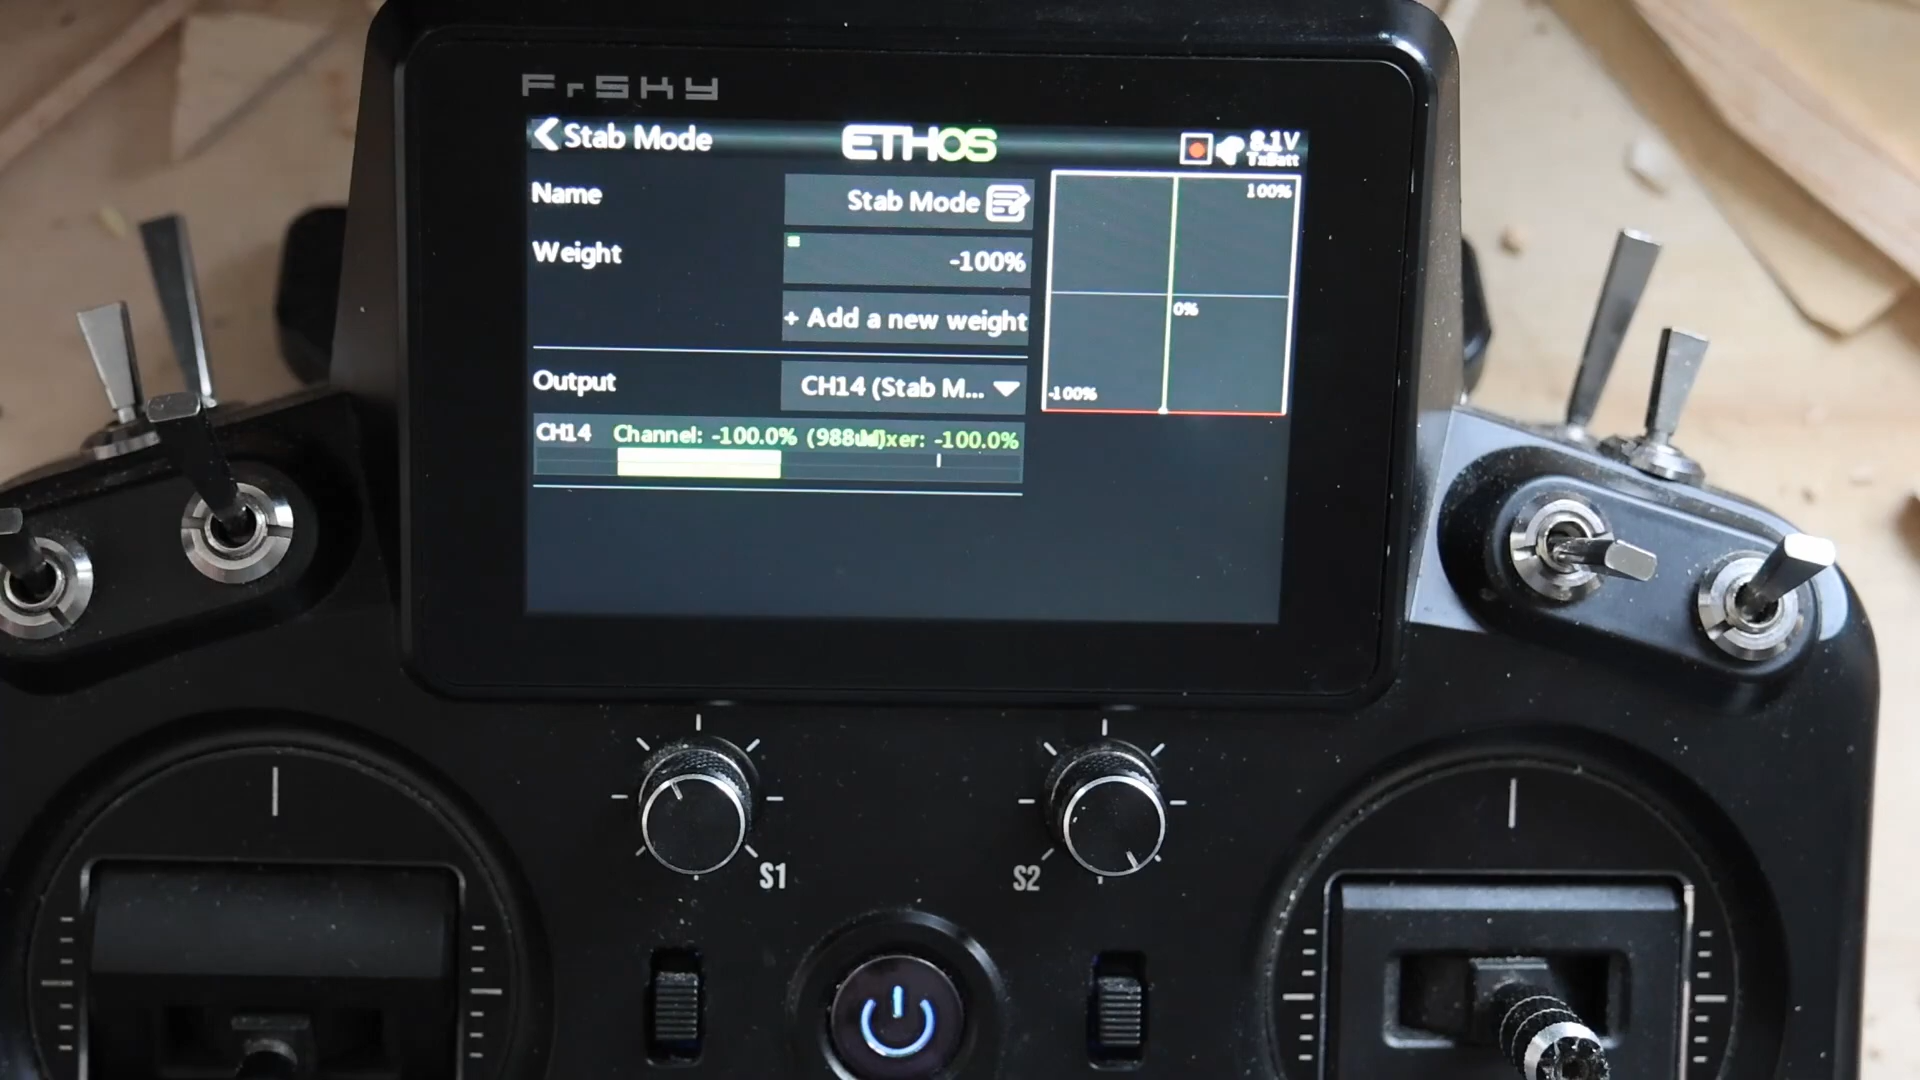 FrSKY
Stab Mode ETHOS 8.1V
TxBatt
Name Stab Mode 100%
Weight -100%
+ Add a new weight 0%
Output CH14 (Stab M... -100%
CH14 Channel: -100.0% (988us)Mixer: -100.0%
S1 S2